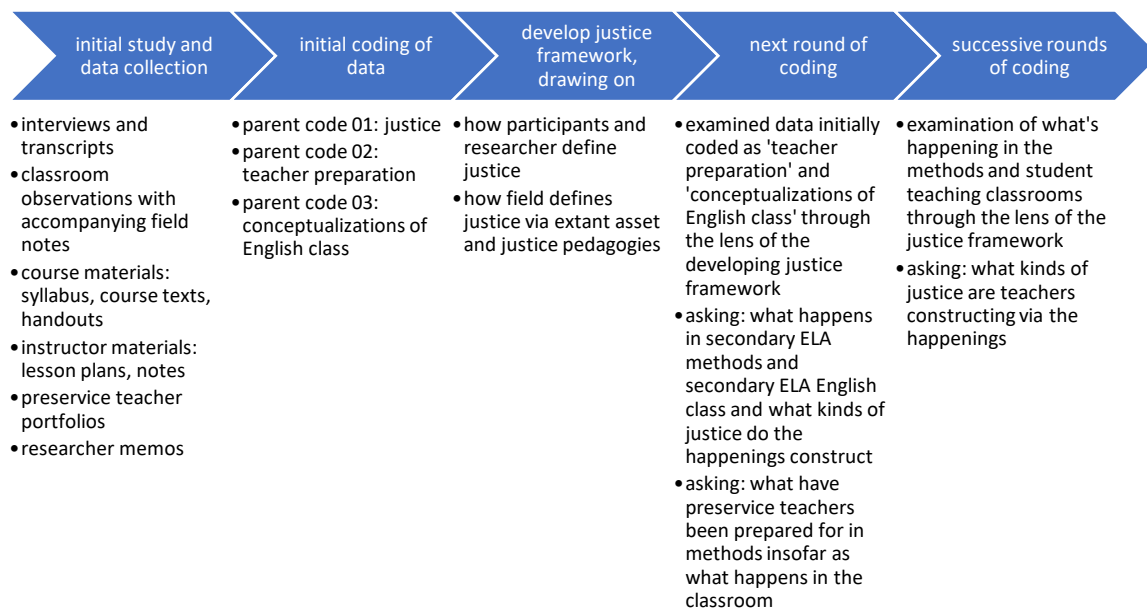 initial study and
data collection
initial coding of
data
develop justice
framework,
drawing on
next round of
coding
successive rounds
of coding
•interviews and
transcripts
•classroom
observations with
accompanying field
notes
•course materials:
syllabus, course texts,
handouts
•instructor materials:
lesson plans, notes
•preservice teacher
portfolios
•researcher memos
•parent code 01: justice
•parent code 02:
teacher preparation
•parent code 03:
conceptualizations of
English class
•how participants and
researcher define
justice
•how field defines
justice via extant asset
and justice pedagogies
•examined data initially
coded as 'teacher
preparation' and
'conceptualizations of
English class' through
the lens of the
developing justice
framework
•asking: what happens
in secondary ELA
methods and
secondary ELA English
class and what kinds of
justice do the
happenings construct
•asking: what have
preservice teachers
been prepared for in
methods insofar as
what happens in the
classroom
•examination of what's
happening in the
methods and student
teaching classrooms
through the lens of the
justice framework
•asking: what kinds of
justice are teachers
constructing via the
happenings